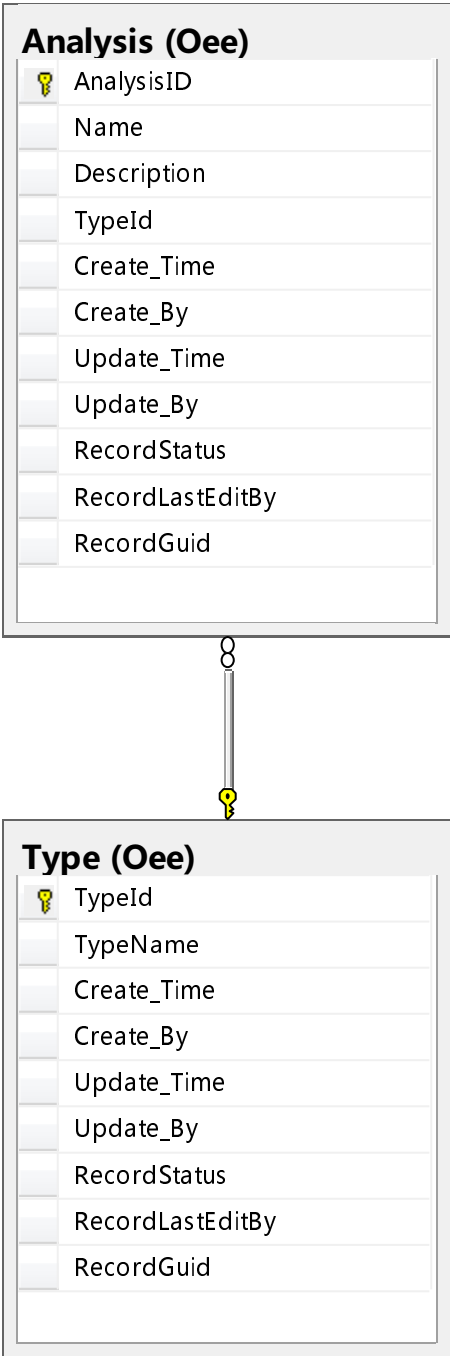 Analysis (Oee)
AnalysisID
Name
Description
TypeId
Create_Time
Create_By
Update_Time
Update_By
RecordStatus
RecordLastEditBy
RecordGuid
Type (Oee)
TypeId
TypeName
Create_Time
Create_By
Update_Time
Update_By
RecordStatus
RecordLastEditBy
RecordGuid